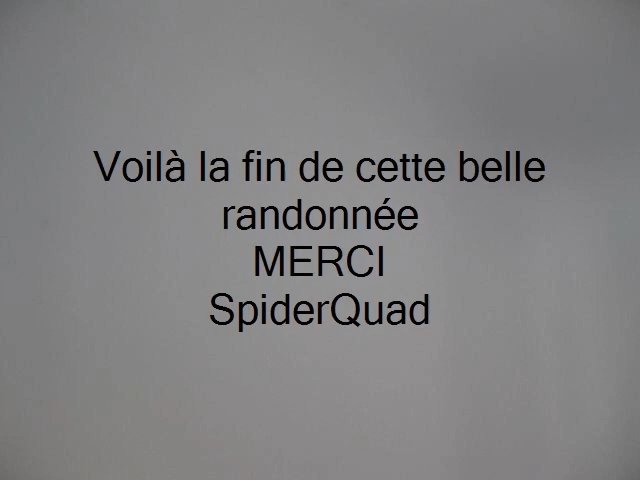 Voilà la fin de cette belle
randonnée
MERCI
SpiderQuad